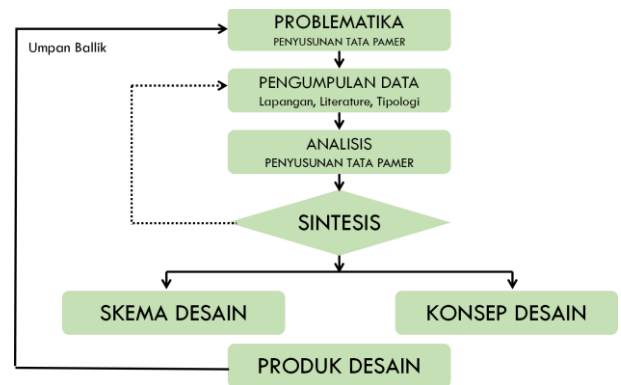 PROBLEMATIKA
PENYUSUNAN TATA PAMER
Umpan Ballik
PENGUMPULAN DATA
Lapangan, Literature, Tipologi
ANALISIS
PENYUSUNAN TATA PAMER
SINTESIS
SKEMA DESAIN
KONSEP DESAIN
PRODUK DESAIN